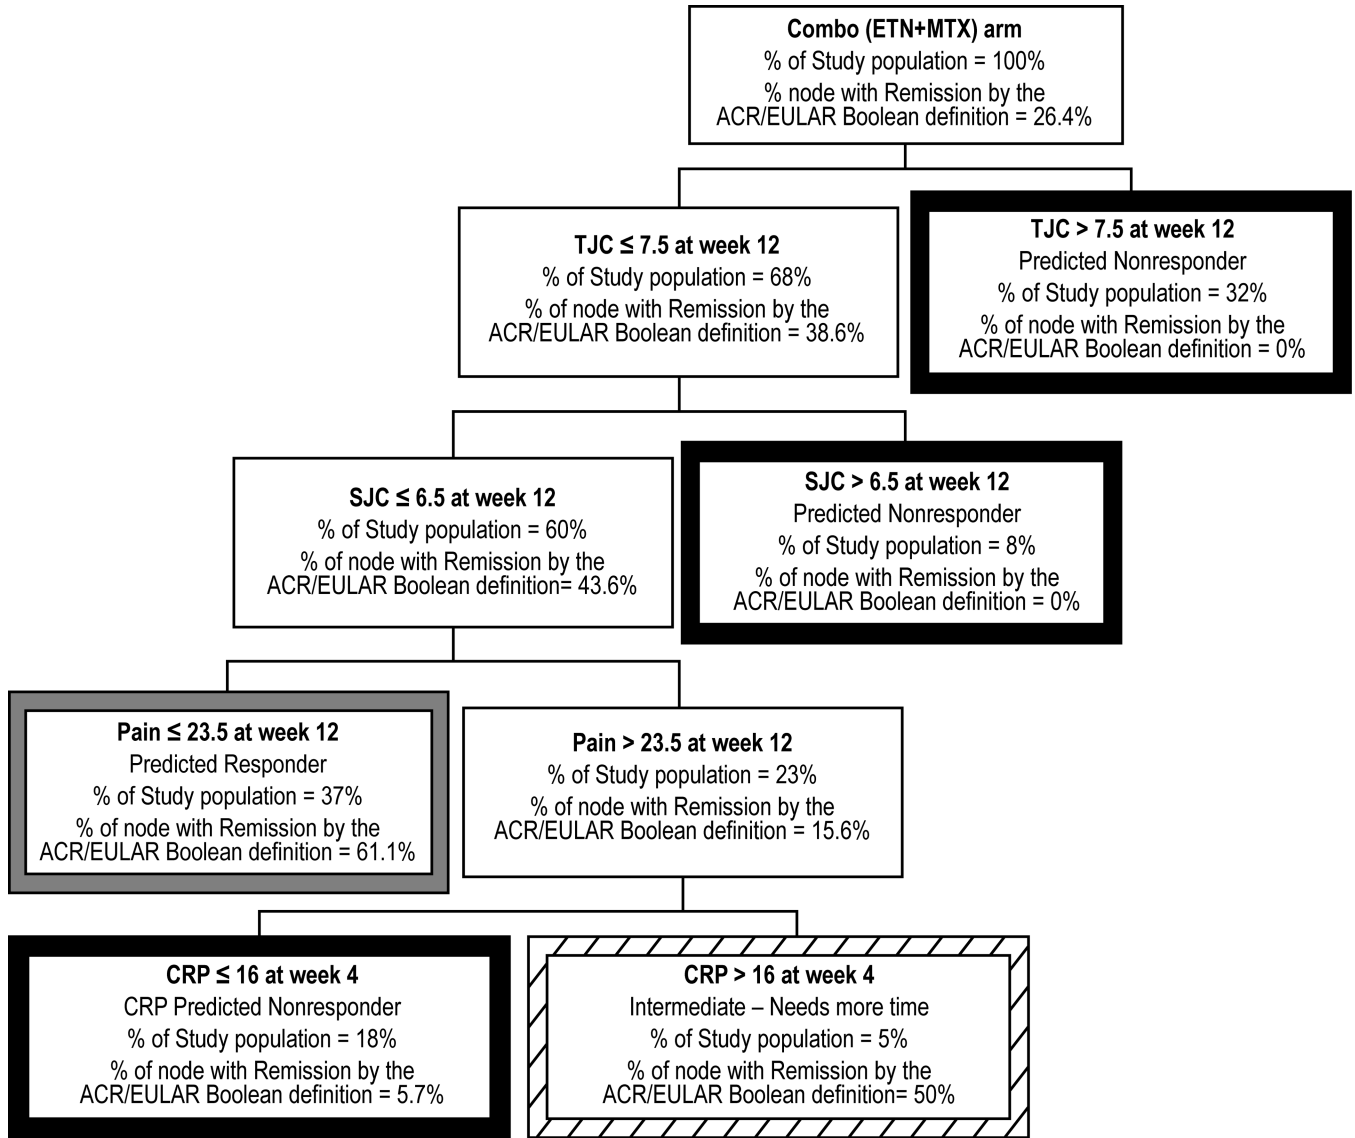 Combo (ETN+MTX) arm
% of Study population = 100%
% node with Remission by the
ACR/EULAR Boolean definition = 26.4%
TJC ≤ 7.5 at week 12
% of Study population = 68%
% of node with Remission by the
ACR/EULAR Boolean definition = 38.6%
TJC > 7.5 at week 12
Predicted Nonresponder
% of Study population = 32%
% of node with Remission by the
ACR/EULAR Boolean definition = 0%
SJC ≤ 6.5 at week 12
% of Study population = 60%
% of node with Remission by the
ACR/EULAR Boolean definition= 43.6%
SJC > 6.5 at week 12
Predicted Nonresponder
% of Study population = 8%
% of node with Remission by the
ACR/EULAR Boolean definition = 0%
Pain ≤ 23.5 at week 12
Predicted Responder
% of Study population = 37%
% of node with Remission by the
ACR/EULAR Boolean definition = 61.1%
Pain > 23.5 at week 12
% of Study population = 23%
% of node with Remission by the
ACR/EULAR Boolean definition = 15.6%
CRP ≤ 16 at week 4
CRP Predicted Nonresponder
% of Study population = 18%
% of node with Remission by the
ACR/EULAR Boolean definition = 5.7%
CRP > 16 at week 4
Intermediate – Needs more time
% of Study population = 5%
% of node with Remission by the
ACR/EULAR Boolean definition= 50%